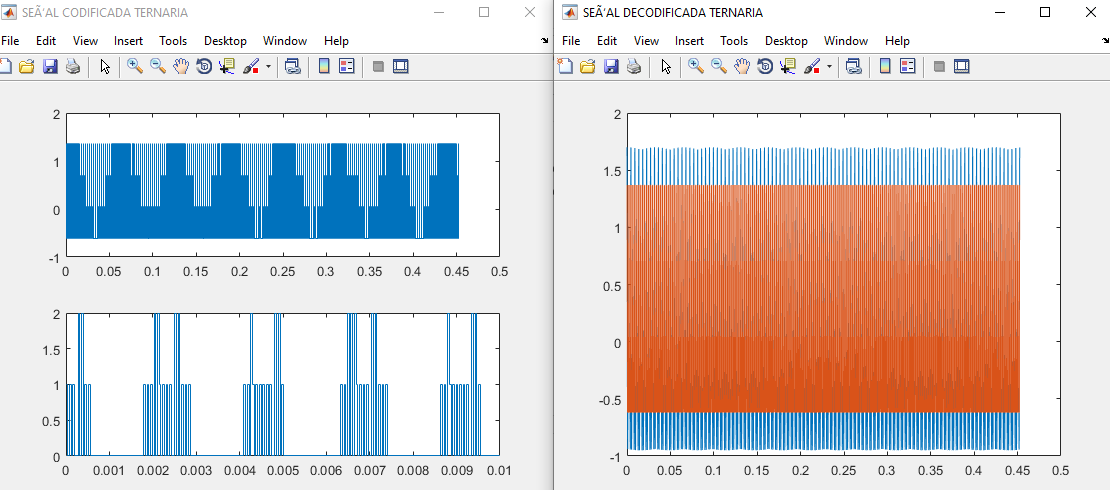 SEÃ‘AL CODIFICADA TERNARIA
File Edit View Insert Tools Desktop Window Help
2
1
0
-1
0 0.05 0.1 0.15 0.2 0.25 0.3 0.35 0.4 0.45 0.5
2
1.5
1
0.5
0
0 0.001 0.002 0.003 0.004 0.005 0.006 0.007 0.008 0.009 0.01
SEÃ‘AL DECODIFICADA TERNARIA
File Edit View Insert Tools Desktop Window Help
2
1.5
1
0.5
0
-0.5
-1
0 0.05 0.1 0.15 0.2 0.25 0.3 0.35 0.4 0.45 0.5